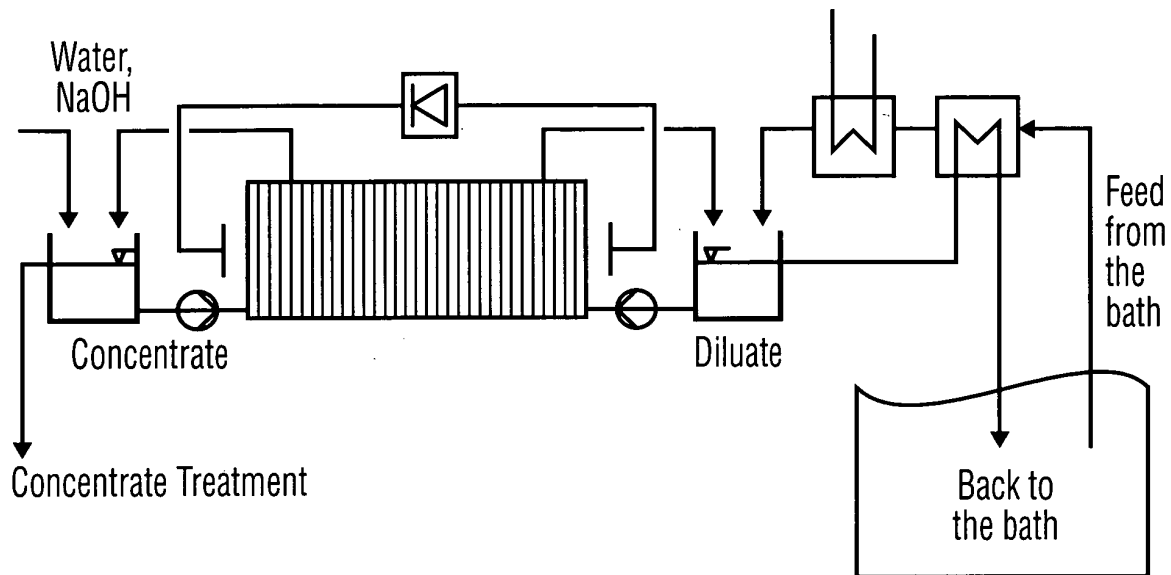 Water,
NaOH
Feed
from
the
bath
Concentrate
Diluate
Concentrate Treatment
Back to
the bath